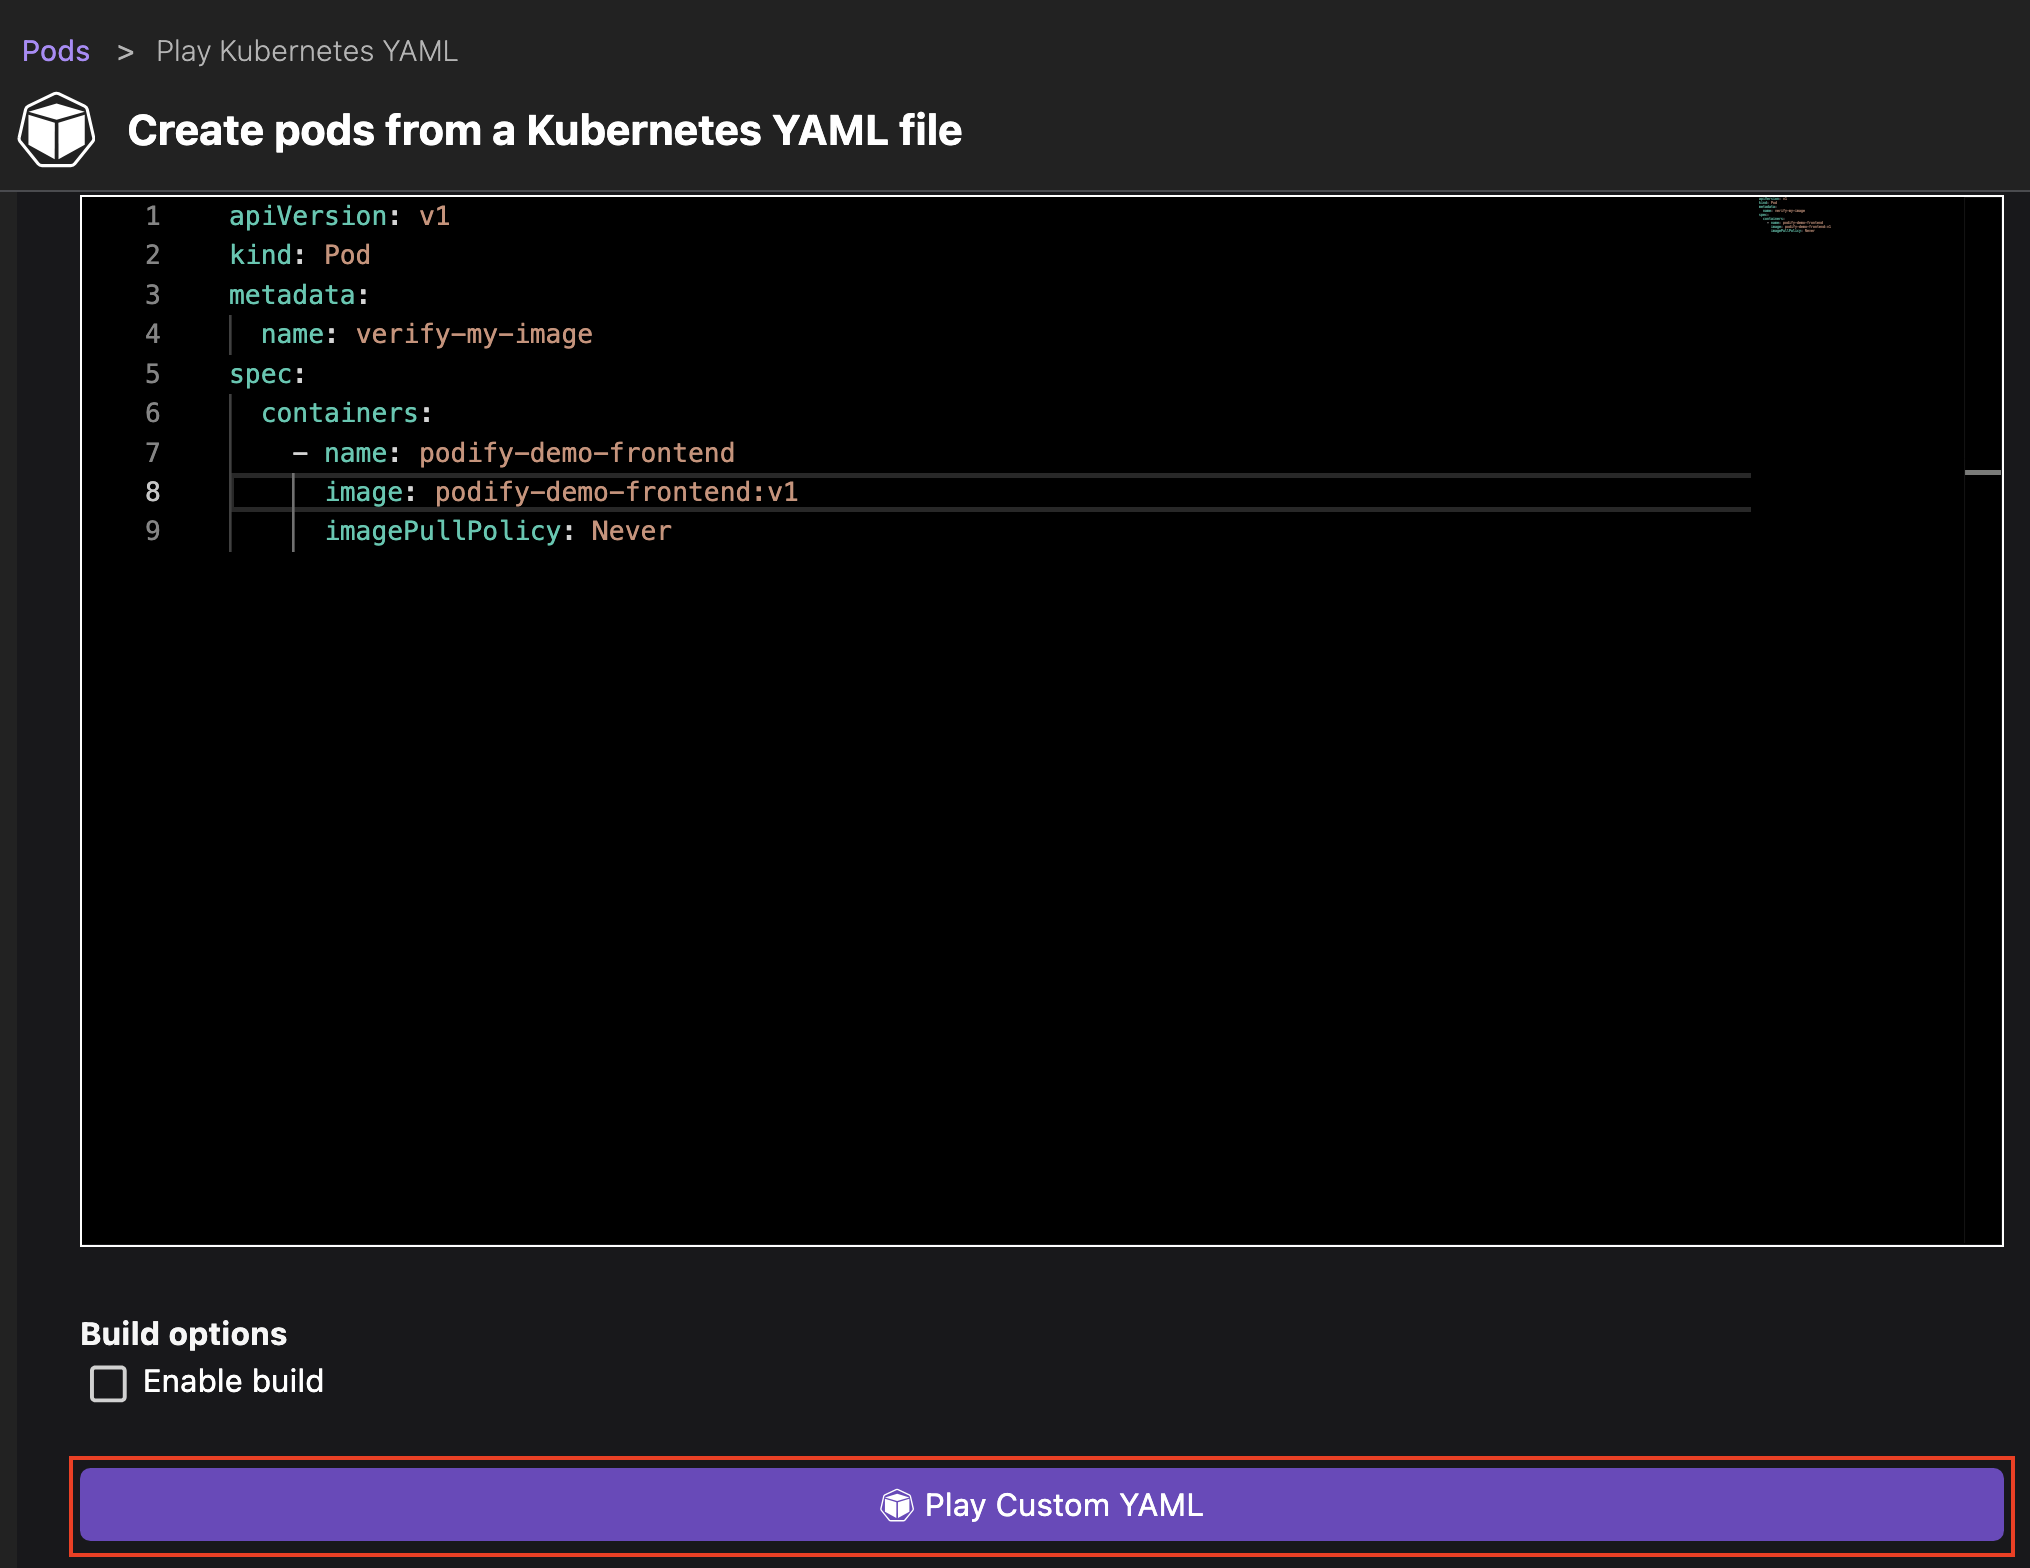 Pods > Play Kubernetes YAML
Create pods from a Kubernetes YAML file
1 apiVersion: v1
2 kind: Pod
3 metadata:
4   name: verify-my-image
5 spec:
6   containers:
7     - name: podify-demo-frontend
8       image: podify-demo-frontend:v1
9       imagePullPolicy: Never
Build options
Enable build
Play Custom YAML